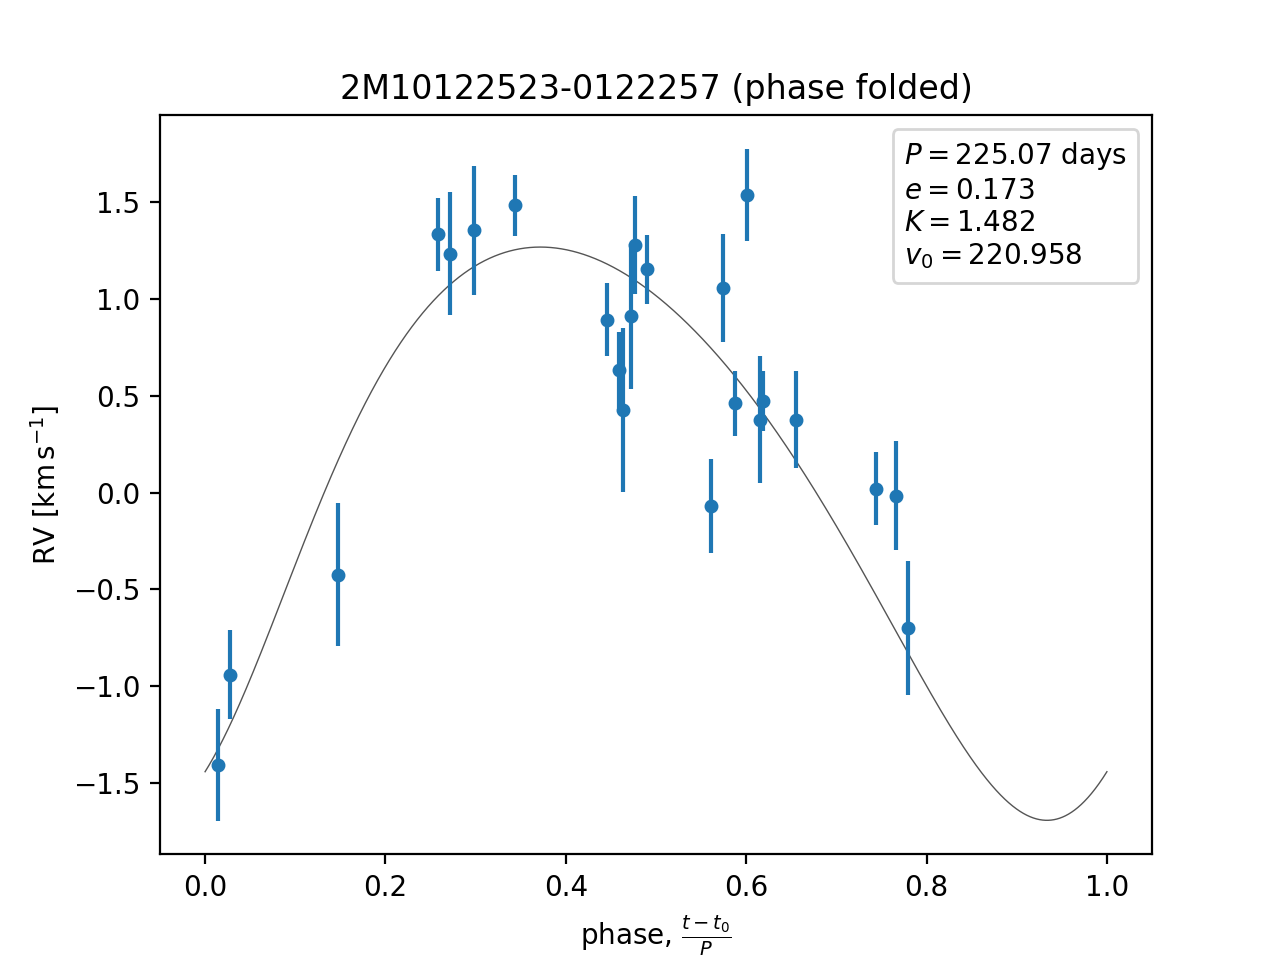 2M10122523-0122257 (phase folded)
P = 225.07 days
e = 0.173
K = 1.482
v₀ = 220.958
1.5
1.0
0.5
0.0
−0.5
−1.0
−1.5
RV [km s⁻¹]
0.0 0.2 0.4 0.6 0.8 1.0
phase, (t − t₀)/P